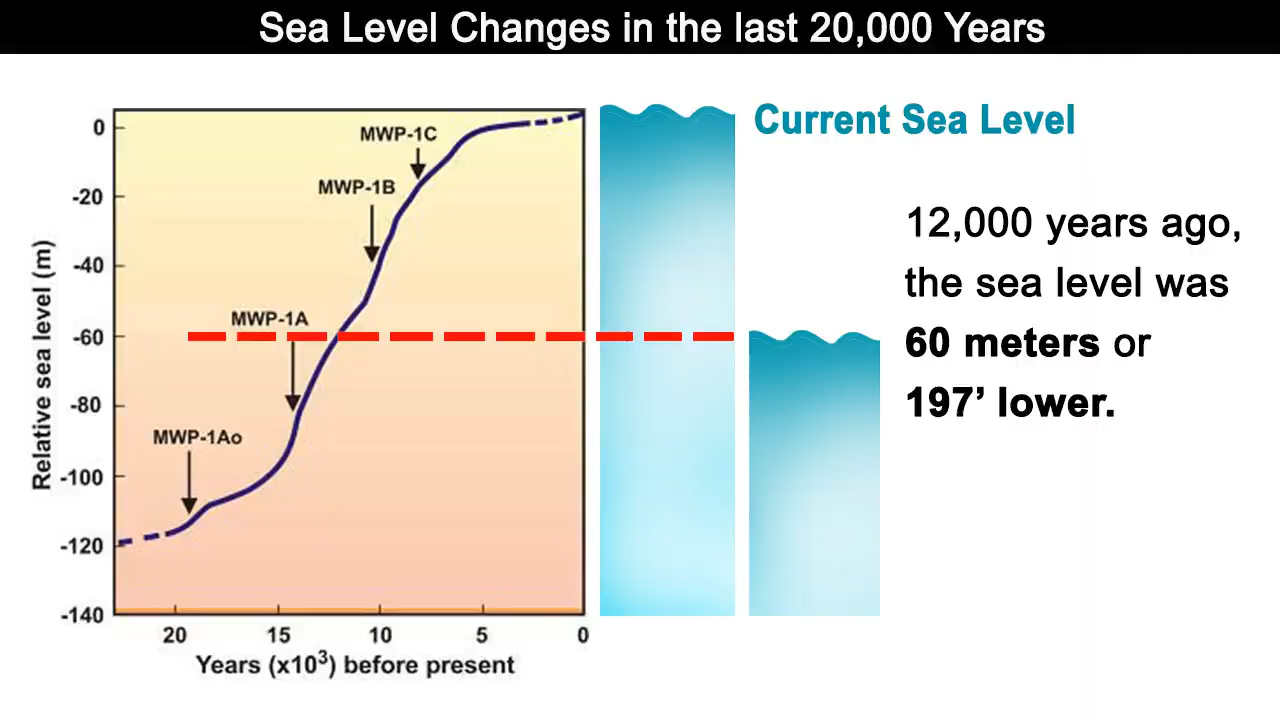 Sea Level Changes in the last 20,000 Years
Current Sea Level
12,000 years ago,
the sea level was
60 meters or
197’ lower.
Relative sea level (m)
0
-20
-40
-60
-80
-100
-120
-140
MWP-1C
MWP-1B
MWP-1A
MWP-1Ao
20 15 10 5 0
Years (x10³) before present